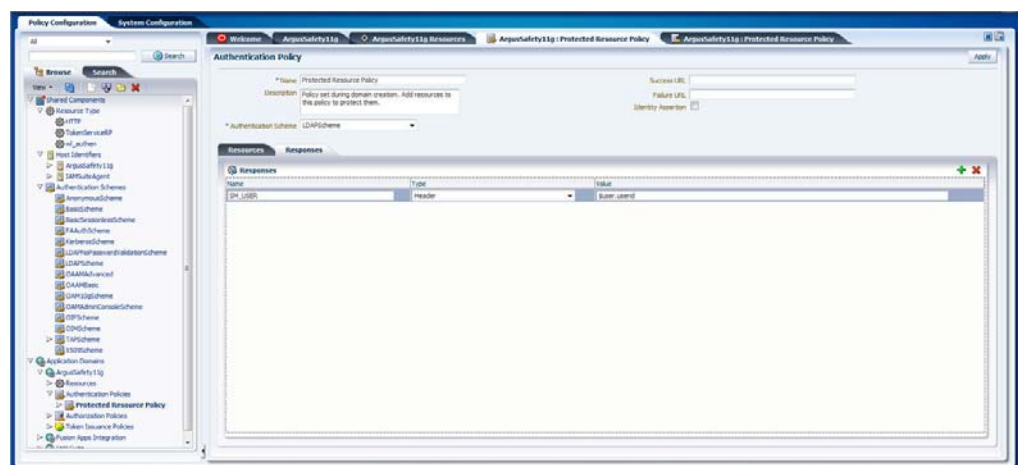 Policy Configuration
System Configuration
All
Search
Browse
Search
View
Shared Components
Resource Type
HTTP
TokenServiceRP
wl_authen
Host Identifiers
ArgusSafety11g
IAMSuiteAgent
Authentication Schemes
AnonymousScheme
BasicScheme
BasicSessionlessScheme
FAAuthScheme
KerberosScheme
LDAPNoPasswordValidationScheme
LDAPScheme
OAAMAdvanced
OAAMBasic
OAM10gScheme
OAMAdminConsoleScheme
OIFScheme
OIMScheme
TAPScheme
X509Scheme
Application Domains
ArgusSafety11g
Resources
Authentication Policies
Protected Resource Policy
Authorization Policies
Token Issuance Policies
Fusion Apps Integration
IAM Suite
Welcome
ArgusSafety11g
ArgusSafety11g Resources
ArgusSafety11g : Protected Resource Policy
ArgusSafety11g : Protected Resource Policy
Authentication Policy
Apply
* Name Protected Resource Policy
Description Policy set during domain creation. Add resources to
this policy to protect them.
* Authentication Scheme LDAPScheme
Success URL
Failure URL
Identity Assertion
Resources
Responses
Responses
Name Type Value
SM_USER Header $user.userid